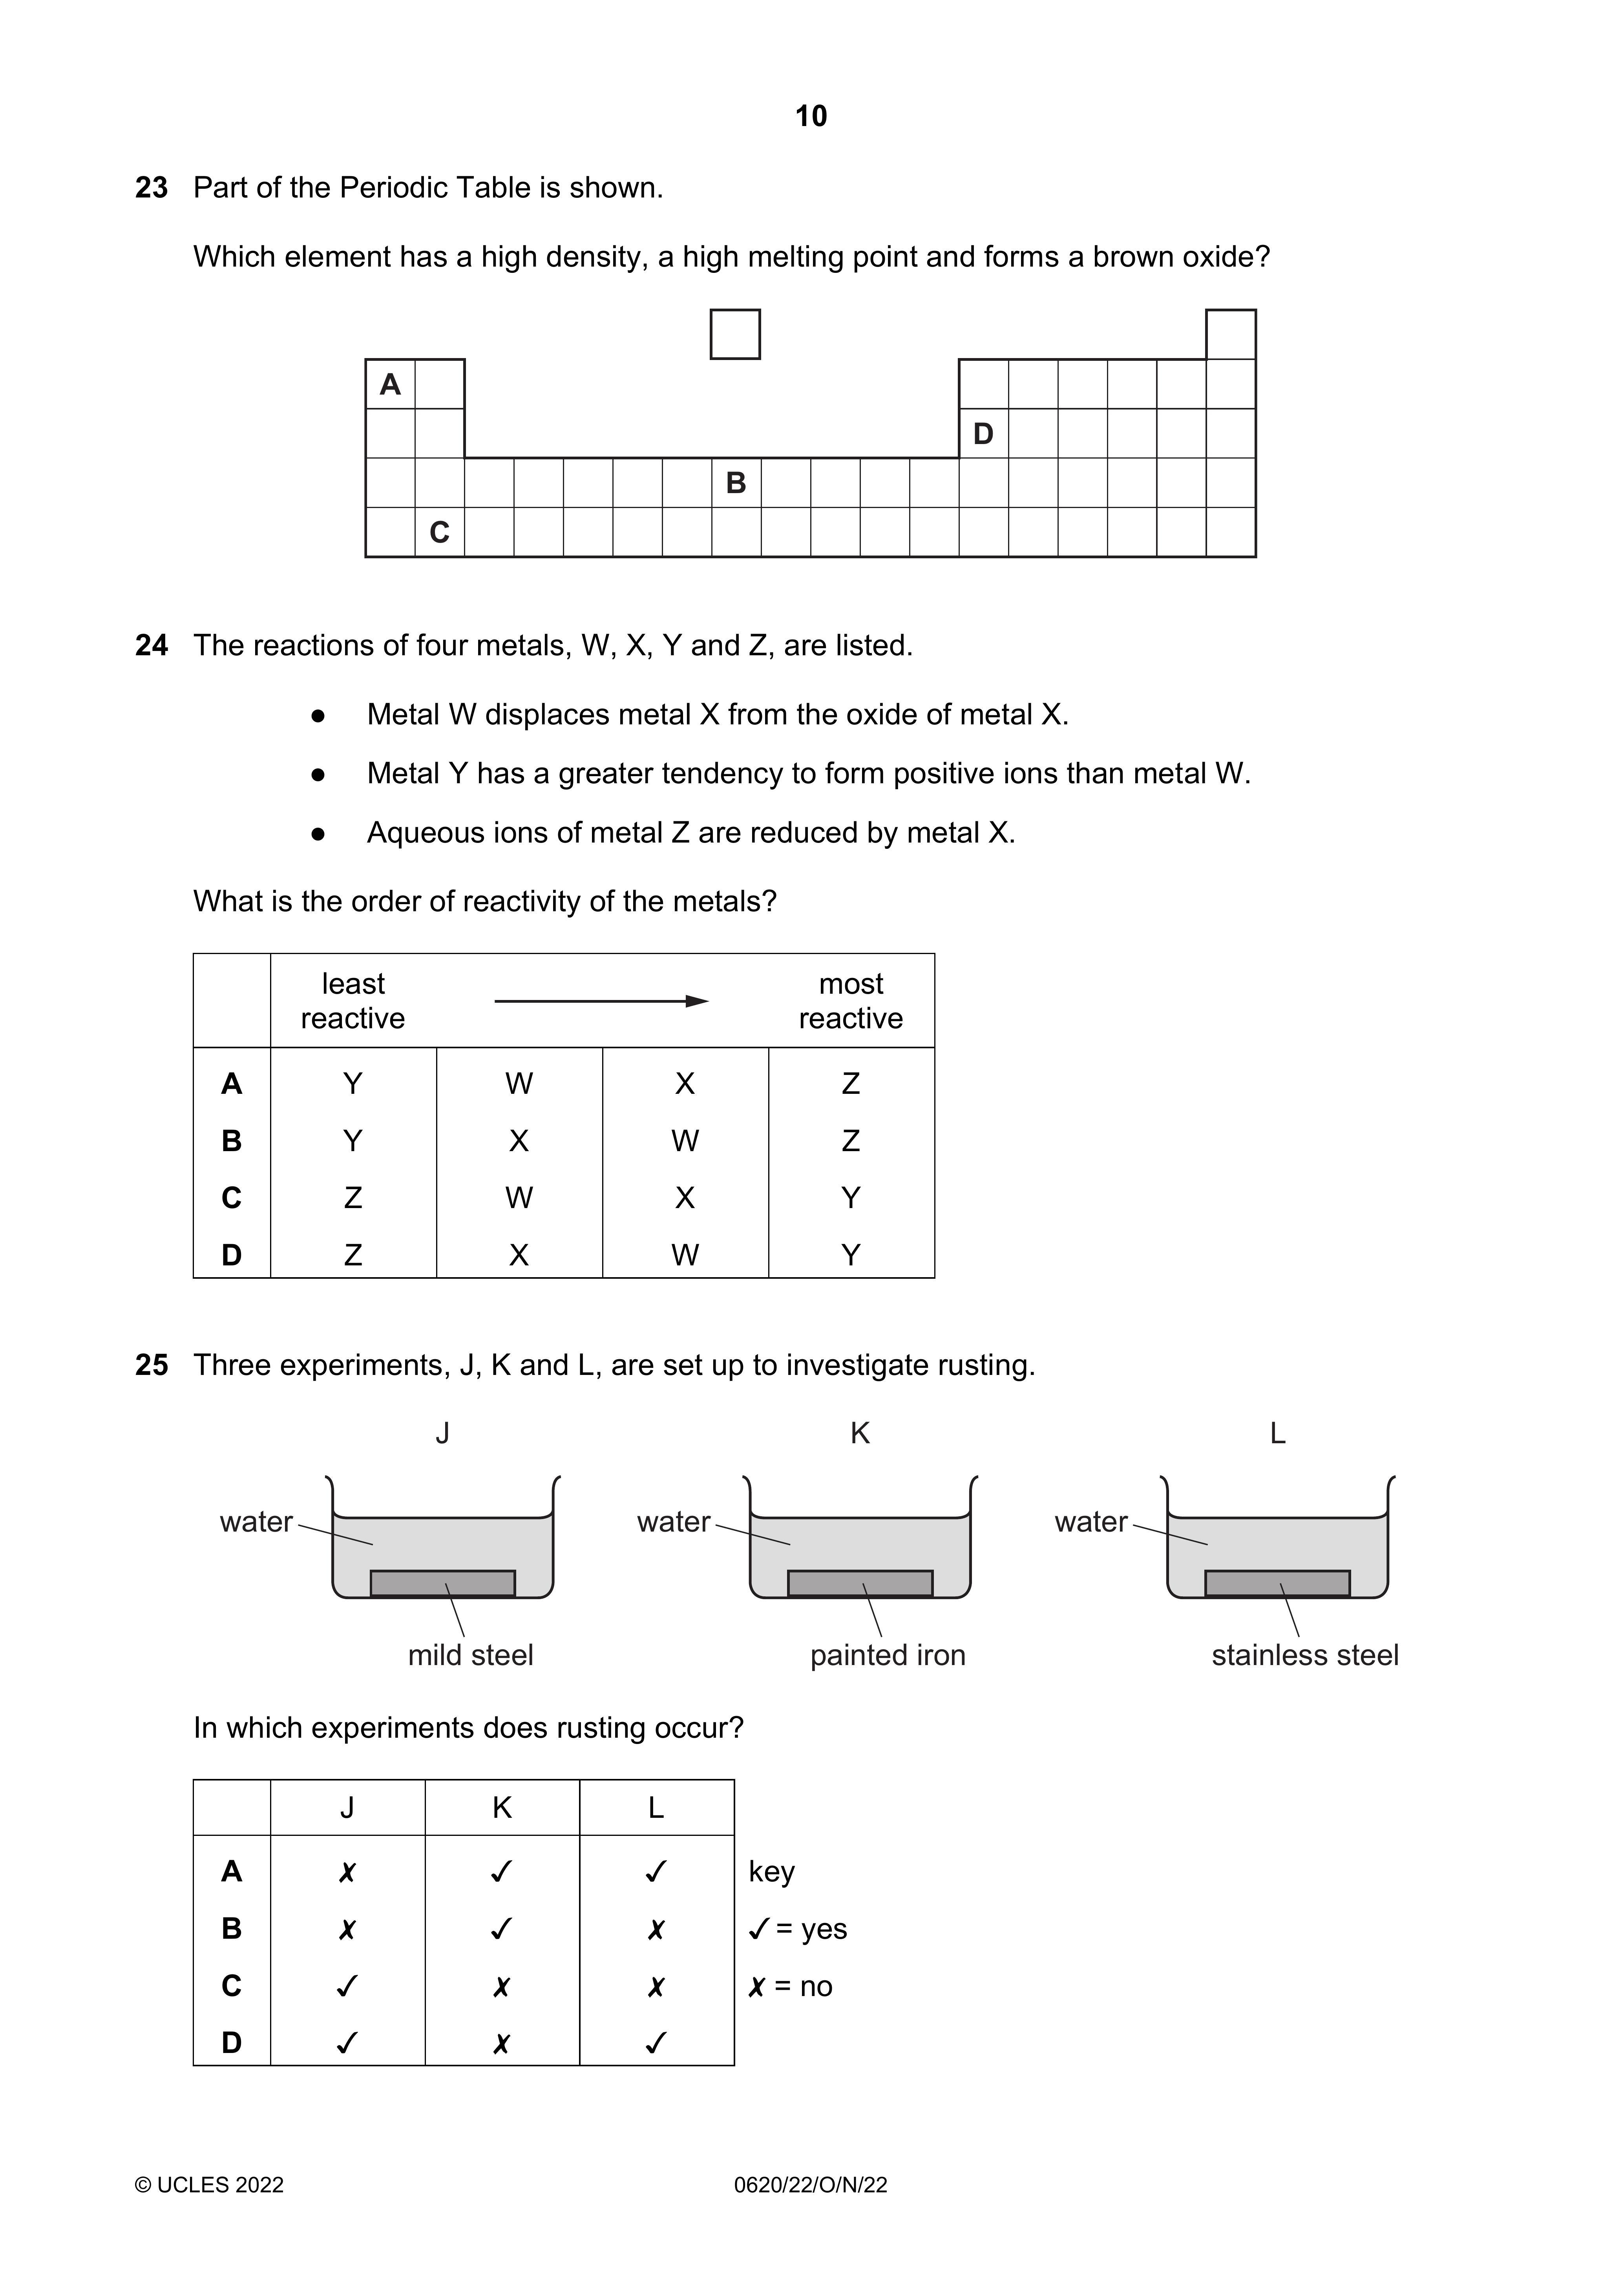 10
23 Part of the Periodic Table is shown.
Which element has a high density, a high melting point and forms a brown oxide?
A
D
B
C
24 The reactions of four metals, W, X, Y and Z, are listed.
● Metal W displaces metal X from the oxide of metal X.
● Metal Y has a greater tendency to form positive ions than metal W.
● Aqueous ions of metal Z are reduced by metal X.
What is the order of reactivity of the metals?
least most
reactive reactive
A Y W X Z
B Y X W Z
C Z W X Y
D Z X W Y
25 Three experiments, J, K and L, are set up to investigate rusting.
J K L
water water water
mild steel painted iron stainless steel
In which experiments does rusting occur?
J K L
A ✗ ✓ ✓ key
B ✗ ✓ ✗ ✓ = yes
C ✓ ✗ ✗ ✗ = no
D ✓ ✗ ✓
© UCLES 2022 0620/22/O/N/22